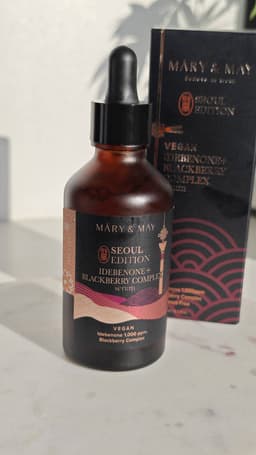 MARY & MAY
SEOUL
EDITION
IDEBENONE+
BLACKBERRY COMPLEX
serum
VEGAN
Idebenone 1,000 ppm,
Blackberry Complex
MARY & MAY
SEOUL
EDITION
VEGAN
IDEBENONE+
BLACKBERRY
COMPLEX